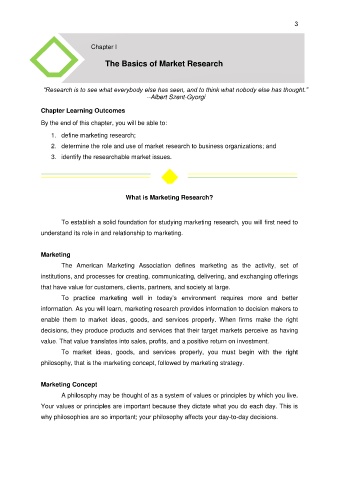 3
Chapter I
The Basics of Market Research
"Research is to see what everybody else has seen, and to think what nobody else has thought."
--Albert Szent-Gyorgi
Chapter Learning Outcomes
By the end of this chapter, you will be able to:
1. define marketing research;
2. determine the role and use of market research to business organizations; and
3. identify the researchable market issues.
What is Marketing Research?
To establish a solid foundation for studying marketing research, you will first need to
understand its role in and relationship to marketing.
Marketing
The American Marketing Association defines marketing as the activity, set of
institutions, and processes for creating, communicating, delivering, and exchanging offerings
that have value for customers, clients, partners, and society at large.
To practice marketing well in today's environment requires more and better
information. As you will learn, marketing research provides information to decision makers to
enable them to market ideas, goods, and services properly. When firms make the right
decisions, they produce products and services that their target markets perceive as having
value. That value translates into sales, profits, and a positive return on investment.
To market ideas, goods, and services properly, you must begin with the right
philosophy, that is the marketing concept, followed by marketing strategy.
Marketing Concept
A philosophy may be thought of as a system of values or principles by which you live.
Your values or principles are important because they dictate what you do each day. This is
why philosophies are so important; your philosophy affects your day-to-day decisions.